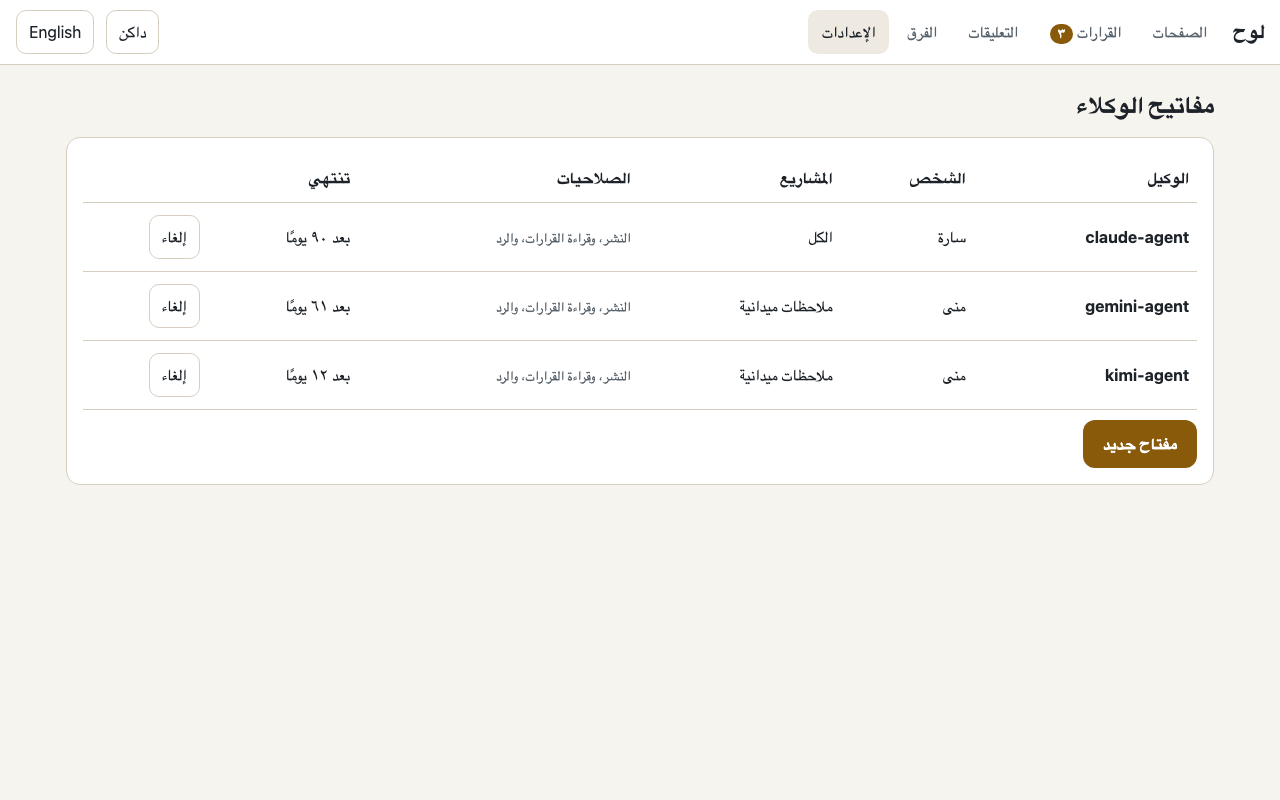 لوح الصفحات القرارات ٣ التعليقات الفرق الإعدادات داكن English
مفاتيح الوكلاء
الوكيل الشخص المشاريع الصلاحيات تنتهي
claude-agent سارة الكل النشر، وقراءة القرارات، والرد بعد ٩٠ يومًا إلغاء
gemini-agent منى ملاحظات ميدانية النشر، وقراءة القرارات، والرد بعد ٦١ يومًا إلغاء
kimi-agent منى ملاحظات ميدانية النشر، وقراءة القرارات، والرد بعد ١٢ يومًا إلغاء
مفتاح جديد